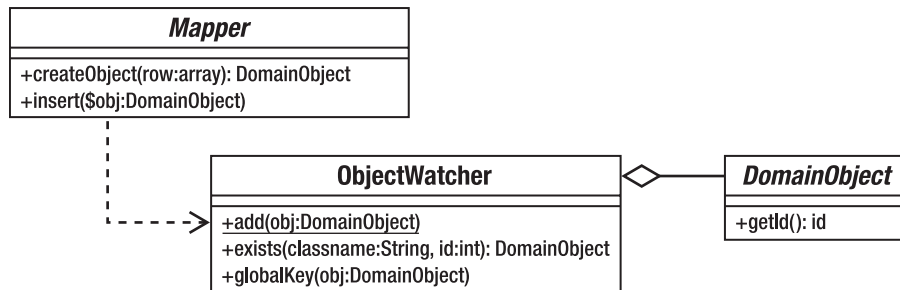 Mapper
+createObject(row:array): DomainObject
+insert($obj:DomainObject)
ObjectWatcher
+add(obj:DomainObject)
+exists(classname:String, id:int): DomainObject
+globalKey(obj:DomainObject)
DomainObject
+getId(): id